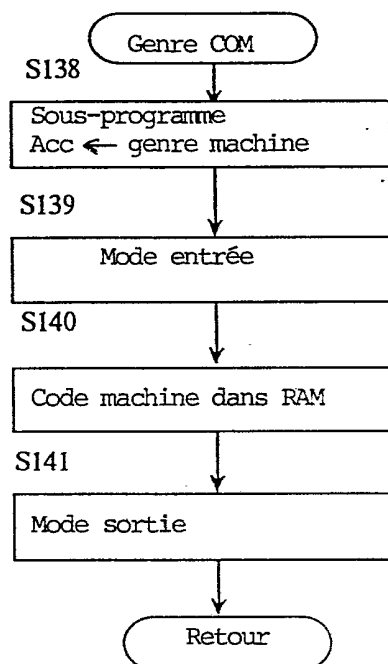 Genre COM
S138
Sous-programme
Acc ← genre machine
S139
Mode entrée
S140
Code machine dans RAM
S141
Mode sortie
Retour